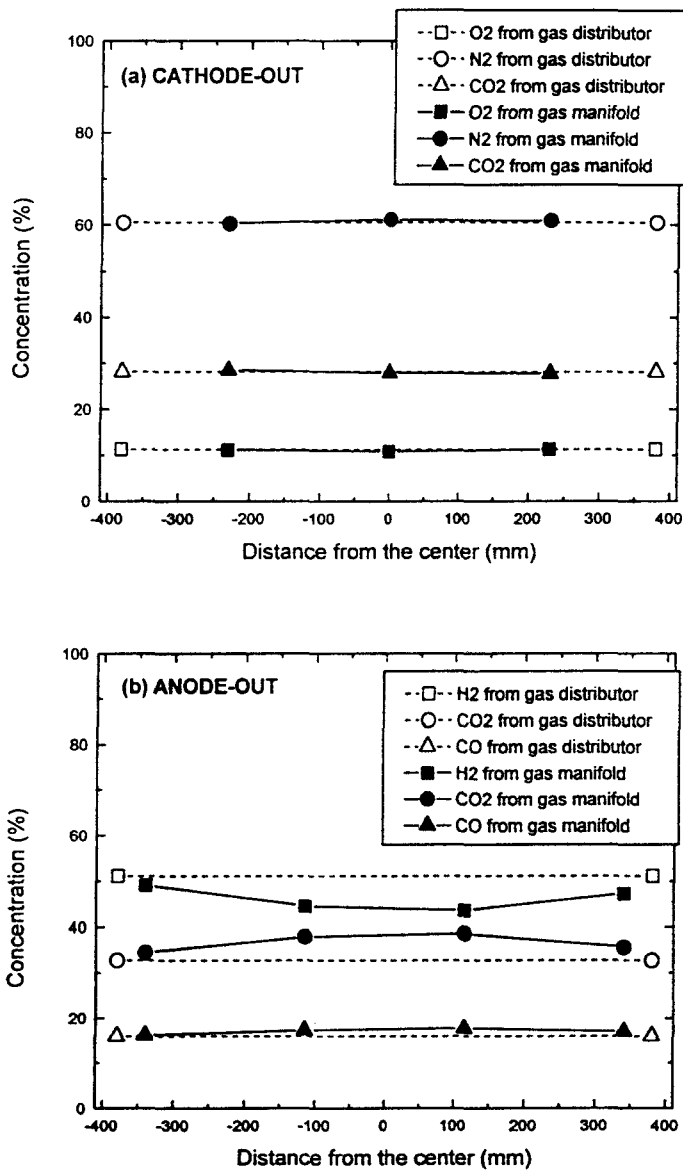 (a) CATHODE-OUT
O2 from gas distributor
N2 from gas distributor
CO2 from gas distributor
O2 from gas manifold
N2 from gas manifold
CO2 from gas manifold
100
80
60
40
20
0
Concentration (%)
-400 -300 -200 -100 0 100 200 300 400
Distance from the center (mm)
(b) ANODE-OUT
H2 from gas distributor
CO2 from gas distributor
CO from gas distributor
H2 from gas manifold
CO2 from gas manifold
CO from gas manifold
100
80
60
40
20
0
Concentration (%)
-400 -300 -200 -100 0 100 200 300 400
Distance from the center (mm)